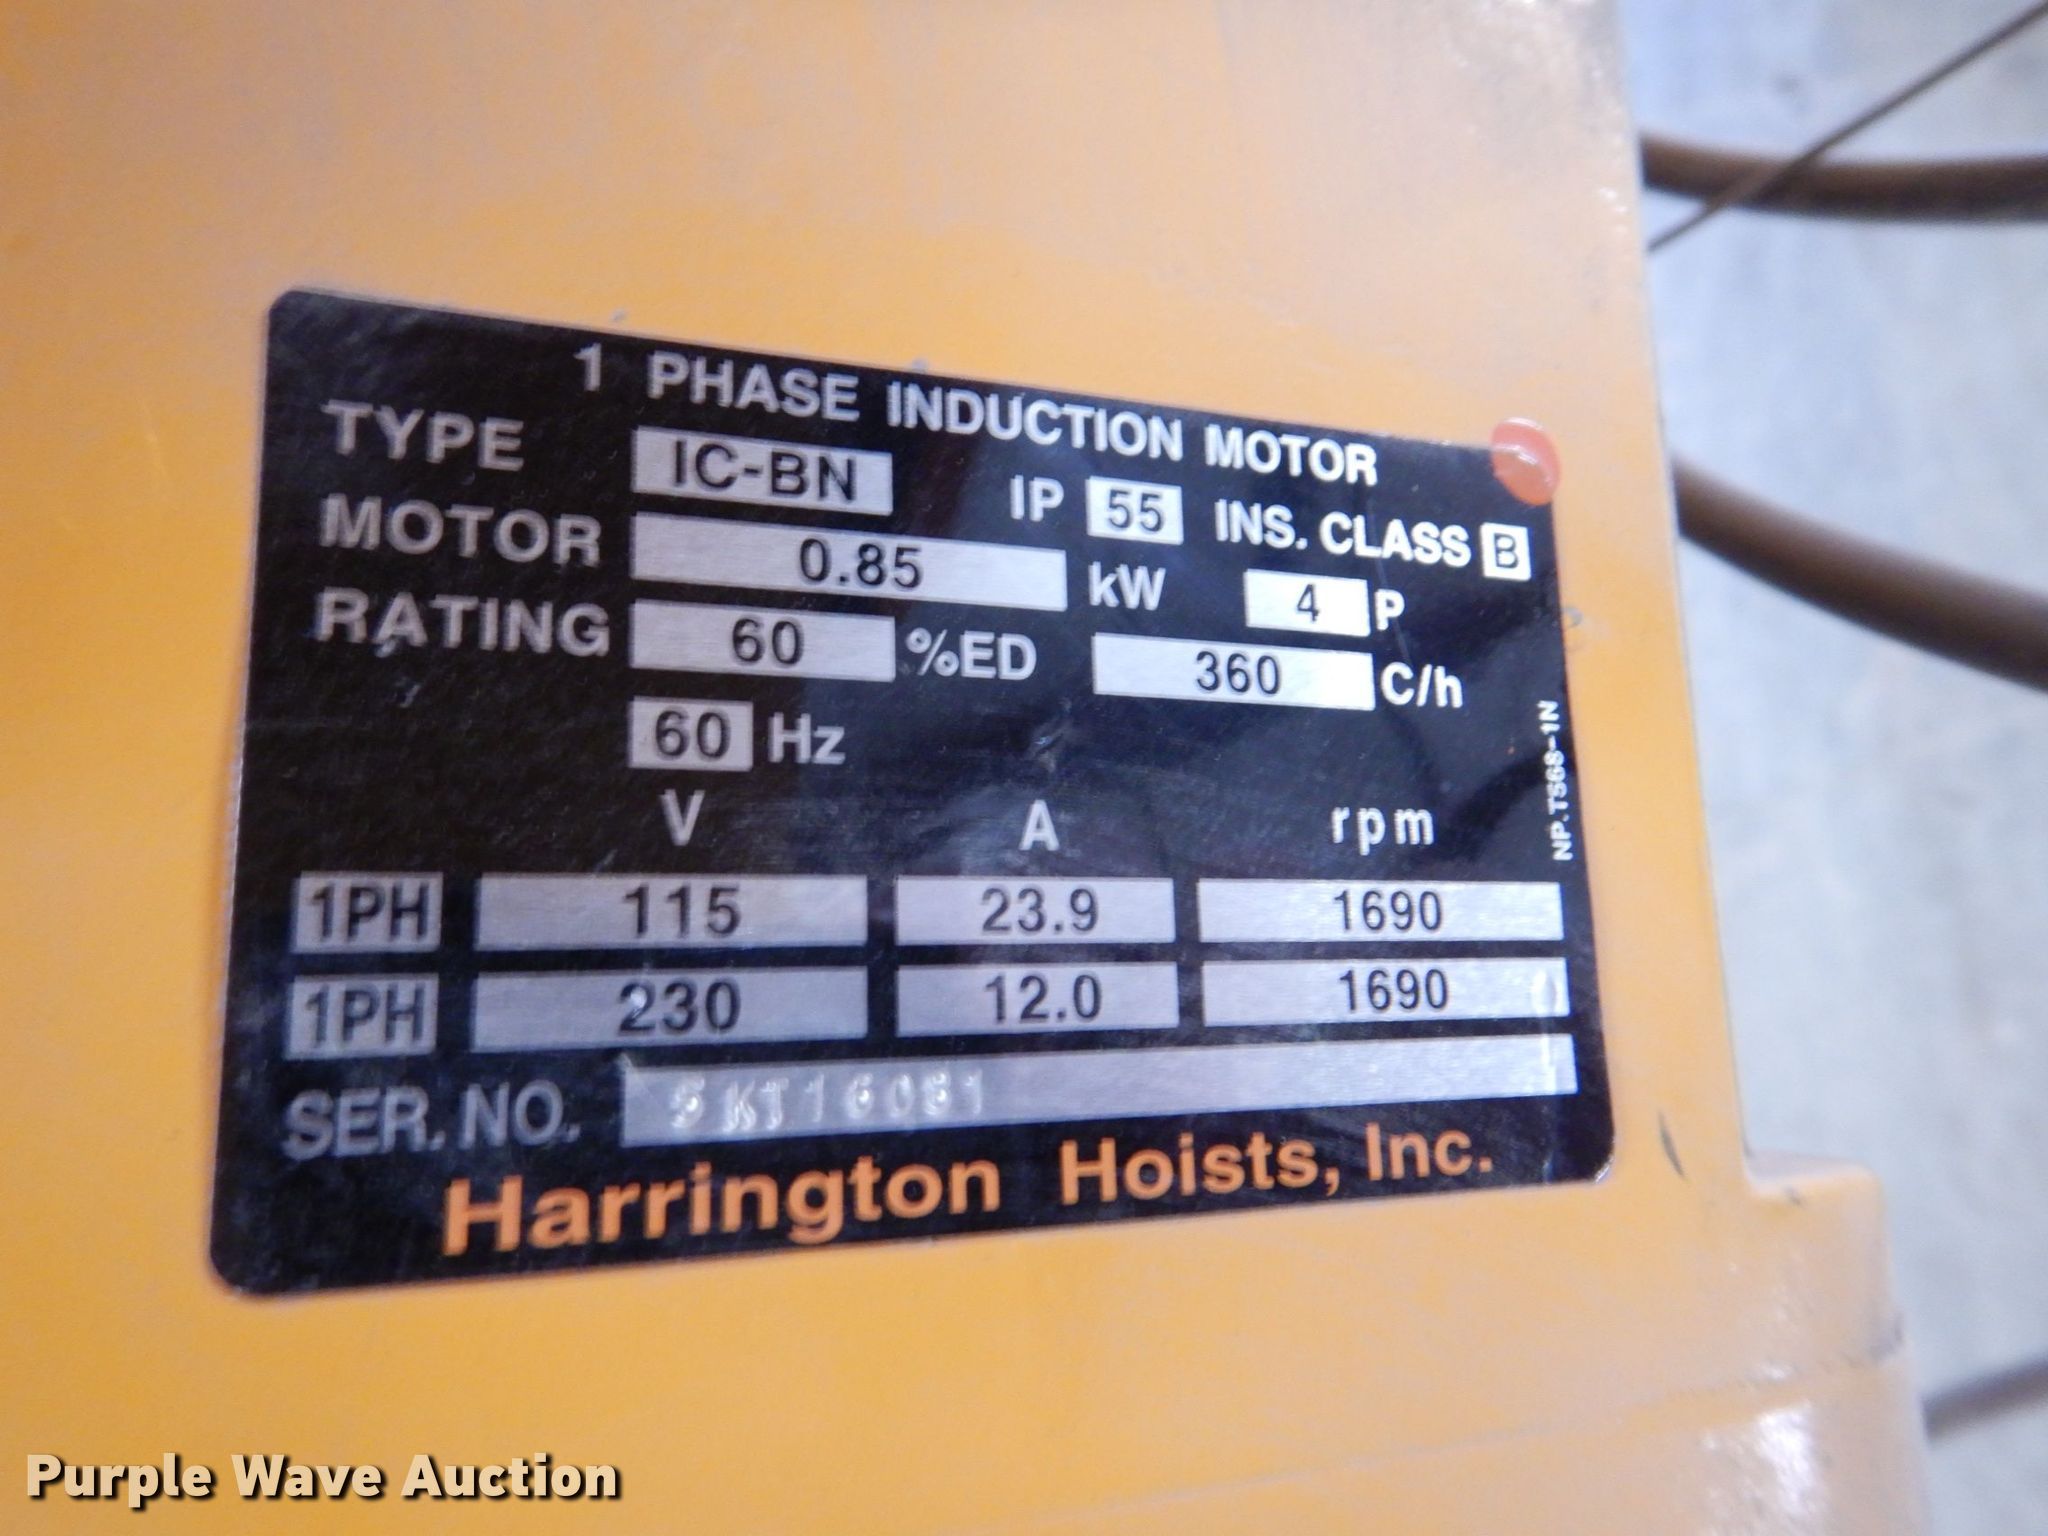 1 PHASE INDUCTION MOTOR
TYPE IC-BN IP 55 INS. CLASS B
MOTOR 0.85 kW 4 P
RATING 60 %ED 360 C/h
60 Hz
V A rpm
1PH 115 23.9 1690
1PH 230 12.0 1690
SER. NO.
Harrington Hoists, Inc.
NP.TS68-1N
Purple Wave Auction